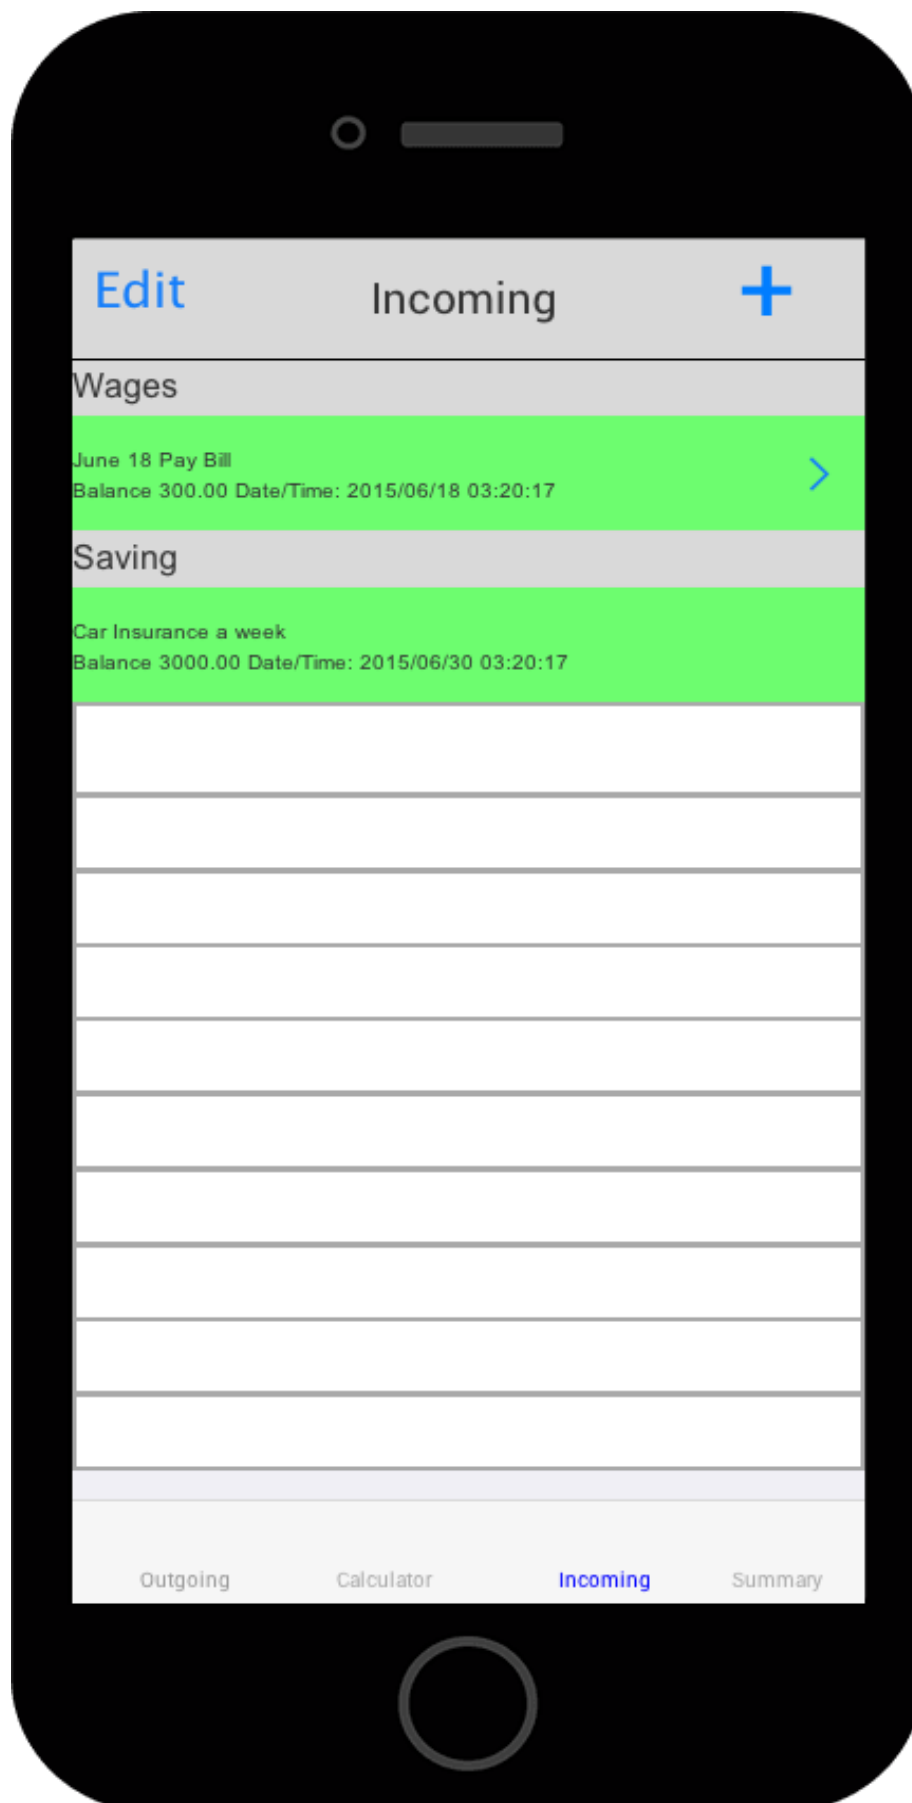 Edit Incoming +
Wages
June 18 Pay Bill
Balance 300.00 Date/Time: 2015/06/18 03:20:17
Saving
Car Insurance a week
Balance 3000.00 Date/Time: 2015/06/30 03:20:17
Outgoing Calculator Incoming Summary